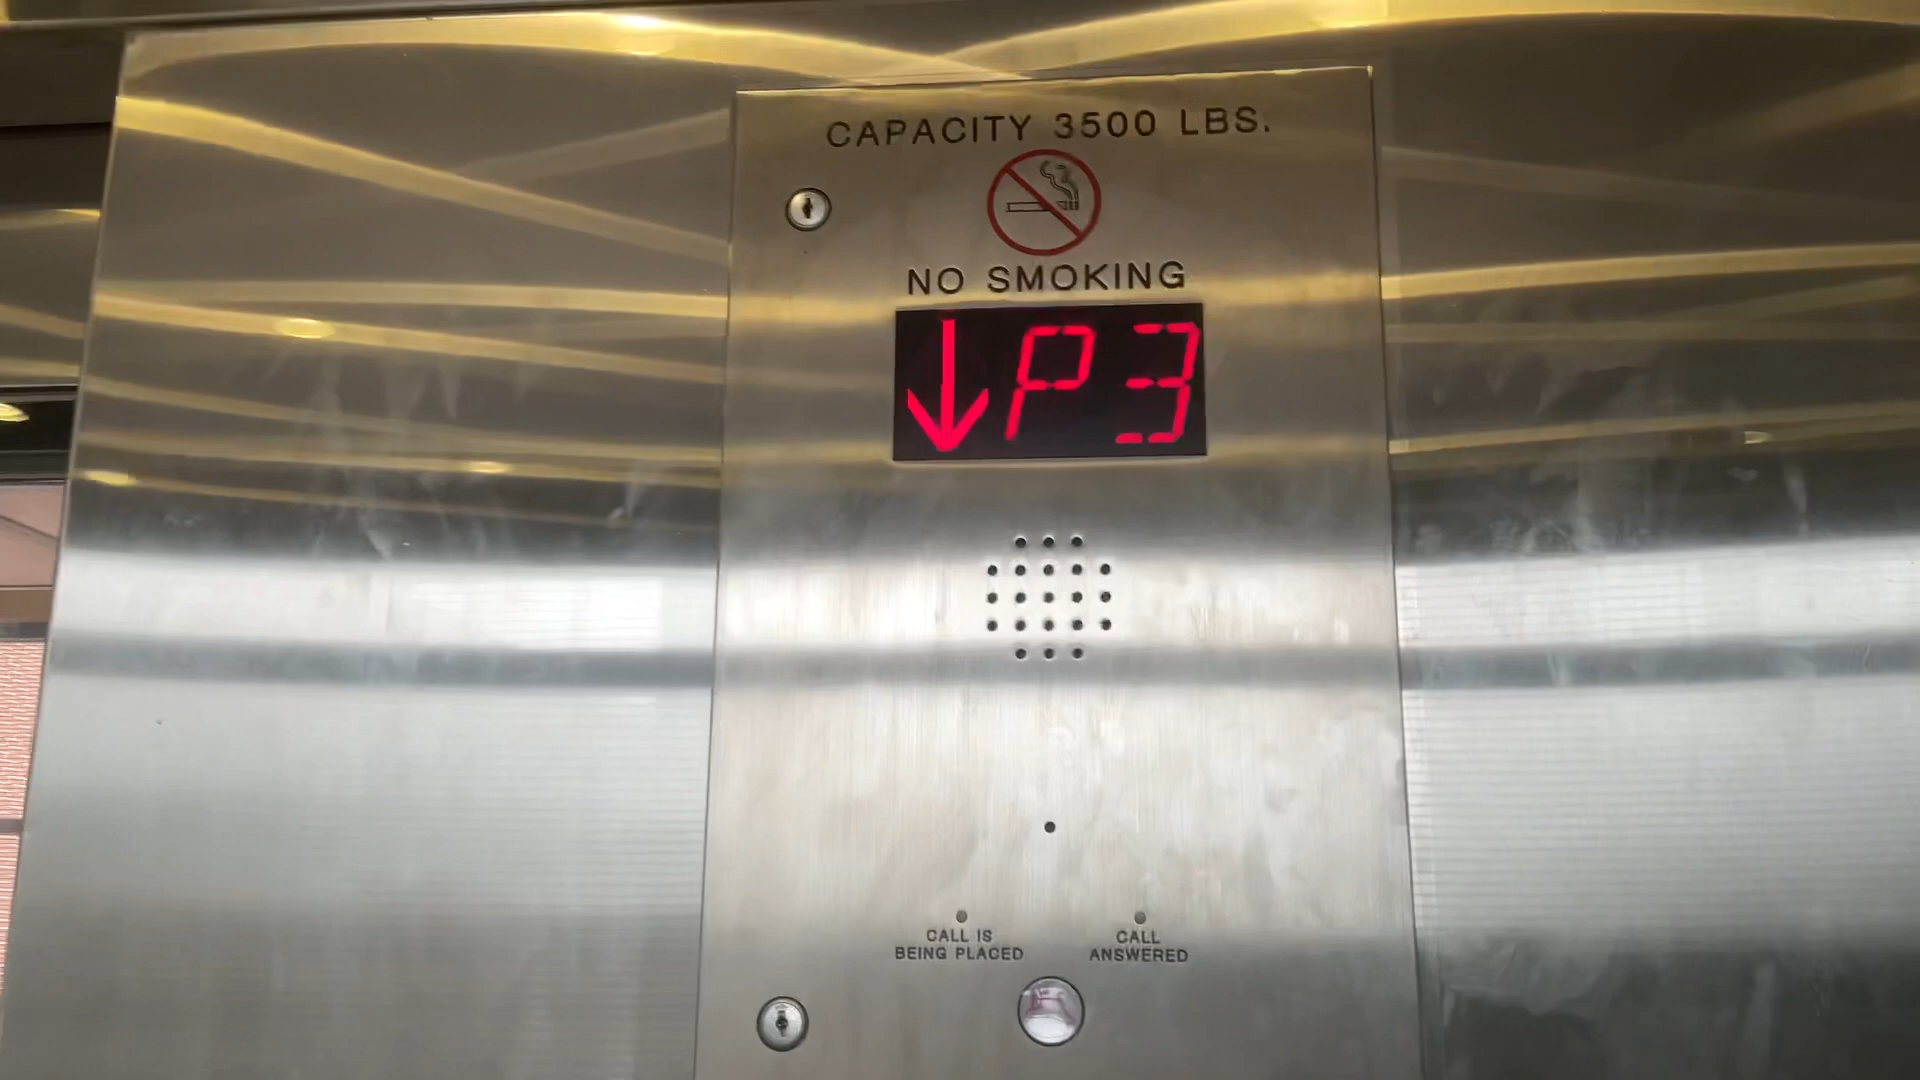 CAPACITY 3500 LBS.
NO SMOKING
↓P3
CALL IS
BEING PLACED
CALL
ANSWERED